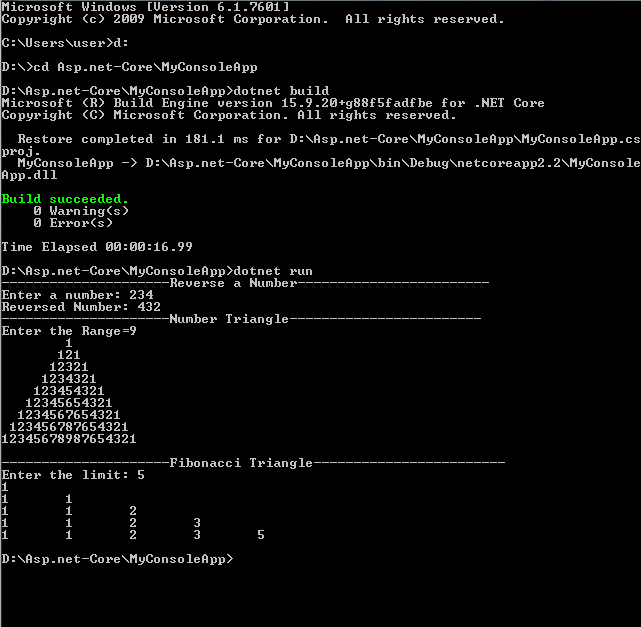 Microsoft Windows [Version 6.1.7601]
Copyright (c) 2009 Microsoft Corporation.  All rights reserved.

C:\Users\user>d:

D:\>cd Asp.net-Core\MyConsoleApp

D:\Asp.net-Core\MyConsoleApp>dotnet build
Microsoft (R) Build Engine version 15.9.20+g88f5fadfbe for .NET Core
Copyright (C) Microsoft Corporation. All rights reserved.

  Restore completed in 181.1 ms for D:\Asp.net-Core\MyConsoleApp\MyConsoleApp.cs
proj.
  MyConsoleApp -> D:\Asp.net-Core\MyConsoleApp\bin\Debug\netcoreapp2.2\MyConsole
App.dll

Build succeeded.
    0 Warning(s)
    0 Error(s)

Time Elapsed 00:00:16.99

D:\Asp.net-Core\MyConsoleApp>dotnet run
---------------------Reverse a Number------------------------
Enter a number: 234
Reversed Number: 432
---------------------Number Triangle------------------------
Enter the Range=9
        1
       121
      12321
     1234321
    123454321
   12345654321
  1234567654321
 123456787654321
12345678987654321

---------------------Fibonacci Triangle------------------------
Enter the limit: 5
1
1       1
1       1       2
1       1       2       3
1       1       2       3       5

D:\Asp.net-Core\MyConsoleApp>